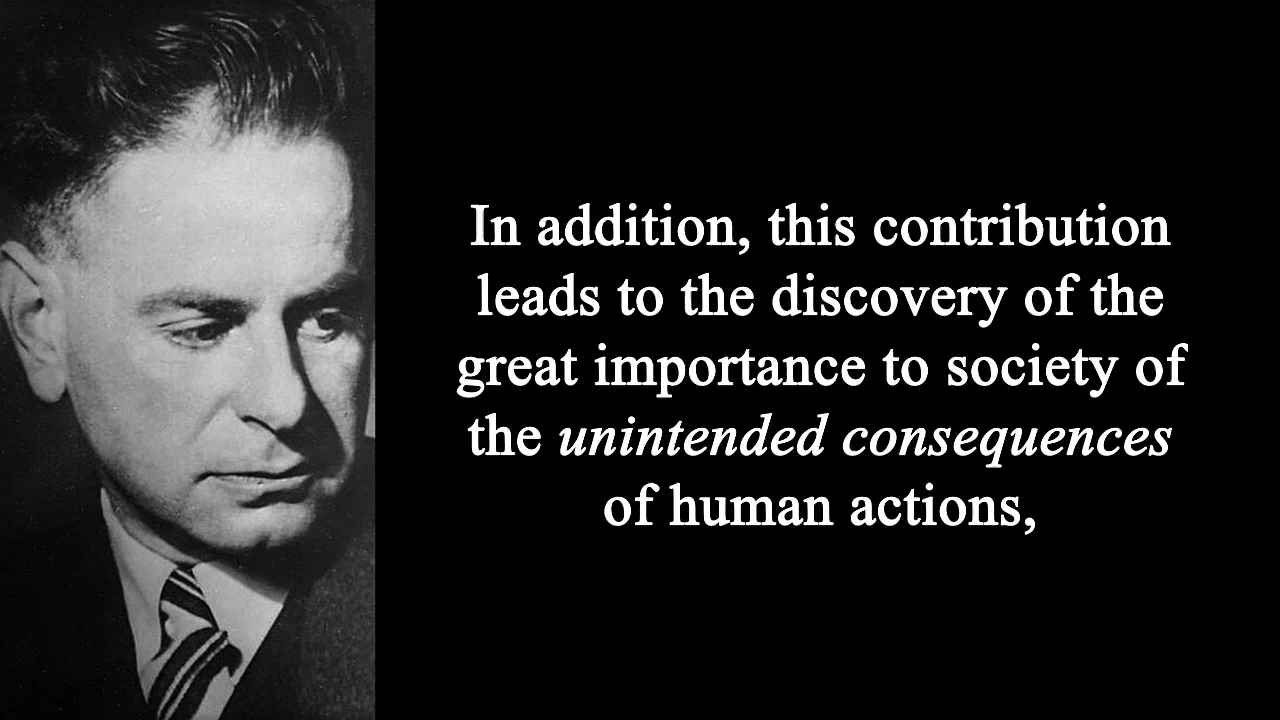 In addition, this contribution
leads to the discovery of the
great importance to society of
the unintended consequences
of human actions,